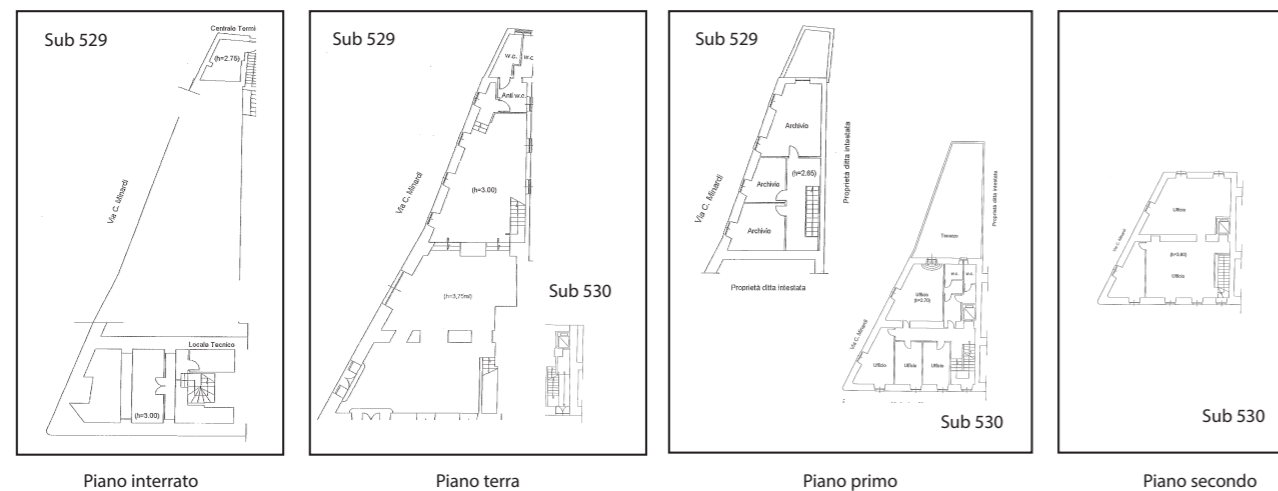 Sub 529
Centrale Termi
(h=2.75)
Via C. Minardi
Locale Tecnico
(h=3.00)
Piano interrato
Sub 529
w.c.
w.c
Anti w.c.
(h=3.00)
Via C. Minardi
(h=3,75ml)
Sub 530
Piano terra
Sub 529
Archivio
Archivio
(h=2.65)
Archivio
Via C. Minardi
Proprietà ditta intestata
Proprietà ditta intestata
Terrazzo
Proprietà ditta intestata
Ufficio
(h=2.70)
w.c.
w.c.
Via C. Minardi
Ufficio
Ufficio
Ufficio
Sub 530
Piano primo
Ufficio
Via C. Minardi
Ufficio
Sub 530
Piano secondo